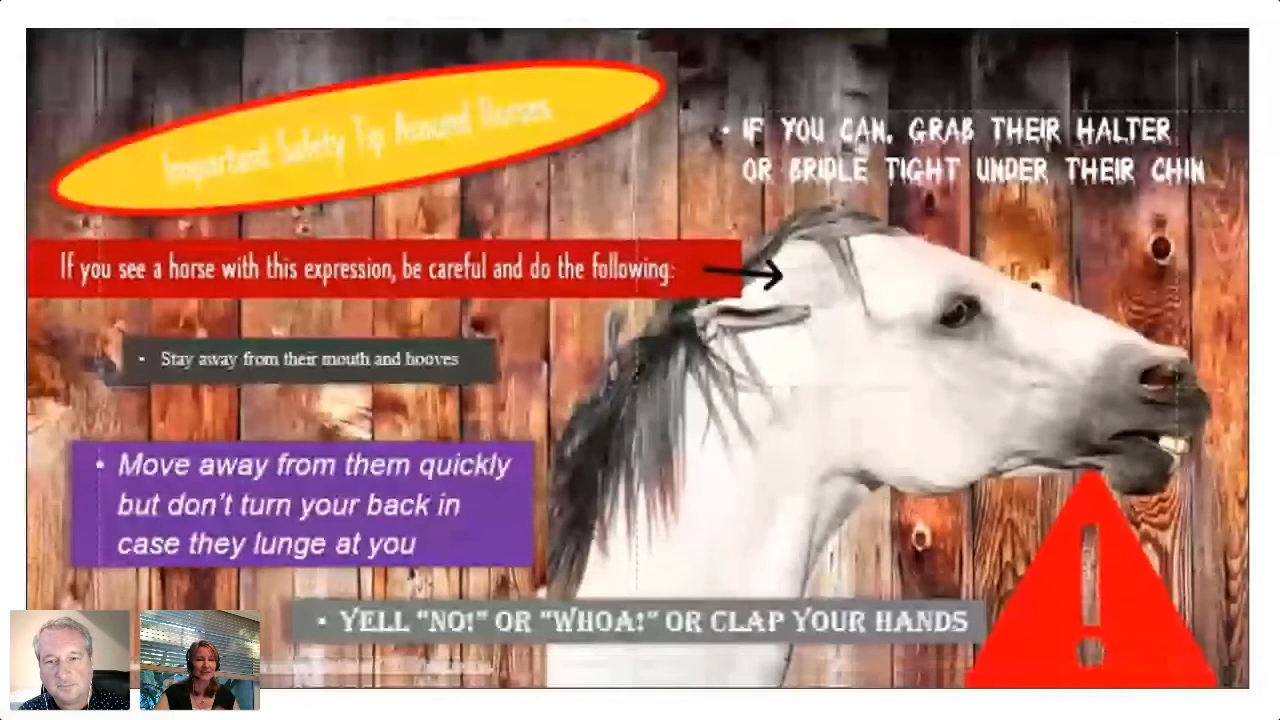 Important Safety Tip Around Horses
• IF YOU CAN, GRAB THEIR HALTER
OR BRIDLE TIGHT UNDER THEIR CHIN
If you see a horse with this expression, be careful and do the following:
• Stay away from their mouth and hooves
• Move away from them quickly
but don't turn your back in
case they lunge at you
• YELL "NO!" OR "WHOA!" OR CLAP YOUR HANDS